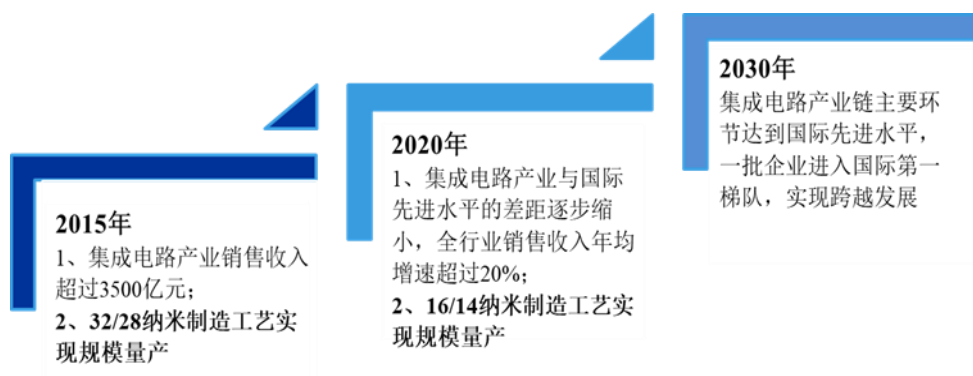 2015年
1、集成电路产业销售收入
超过3500亿元；
2、32/28纳米制造工艺实
现规模量产
2020年
1、集成电路产业与国际
先进水平的差距逐步缩
小，全行业销售收入年均
增速超过20%；
2、16/14纳米制造工艺实
现规模量产
2030年
集成电路产业链主要环
节达到国际先进水平，
一批企业进入国际第一
梯队，实现跨越发展